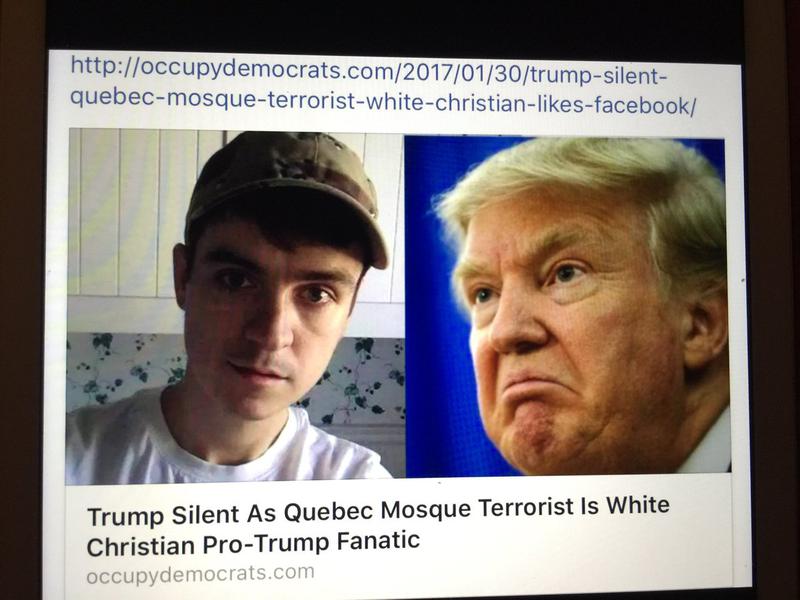 http://occupydemocrats.com/2017/01/30/trump-silent-
quebec-mosque-terrorist-white-christian-likes-facebook/
Trump Silent As Quebec Mosque Terrorist Is White
Christian Pro-Trump Fanatic
occupydemocrats.com